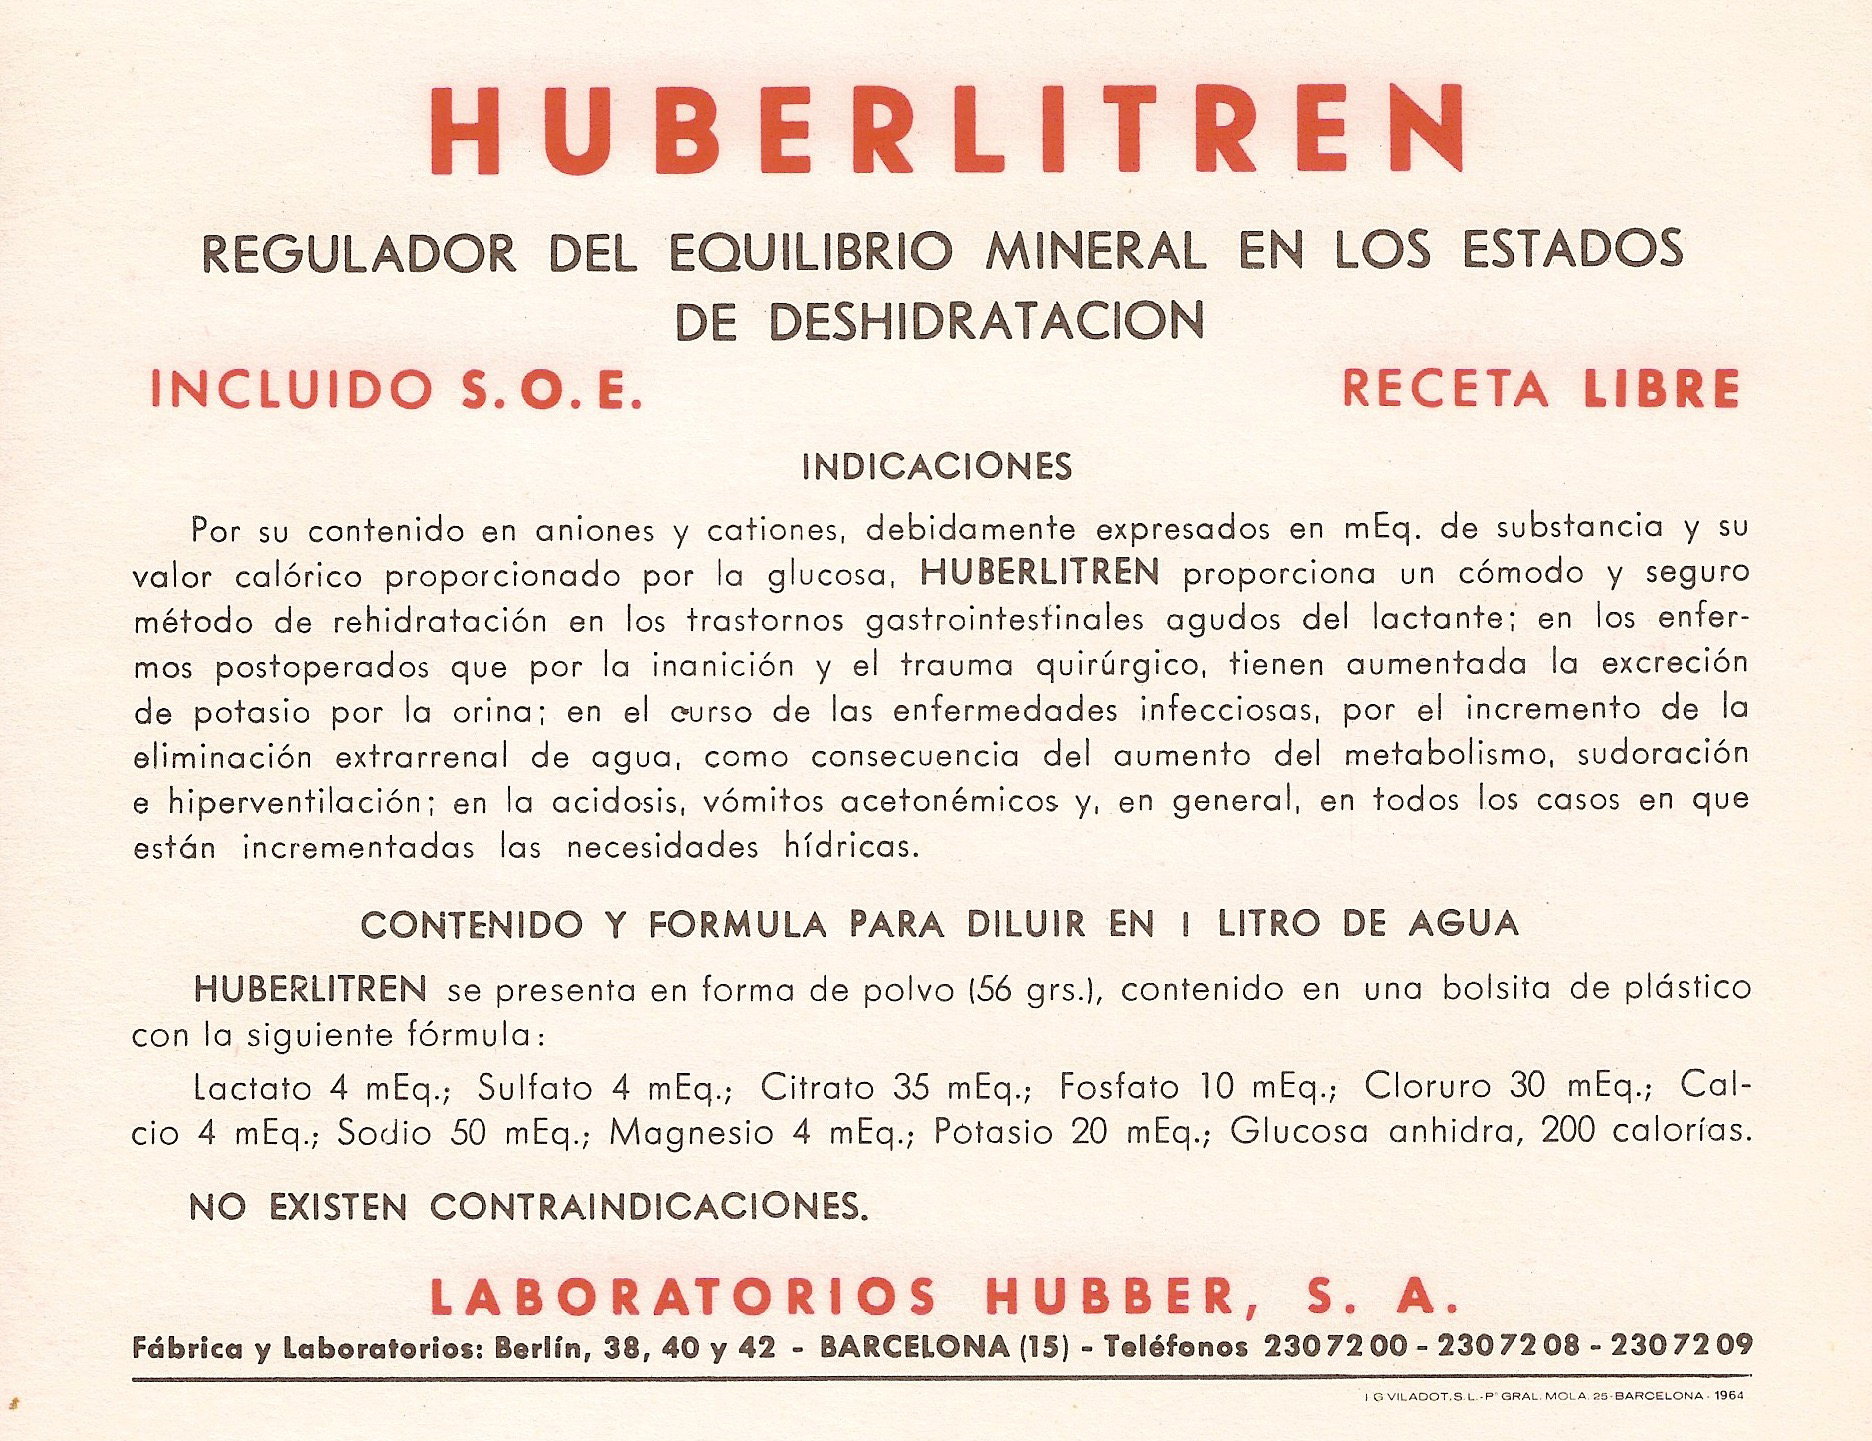 HUBERLITREN
REGULADOR DEL EQUILIBRIO MINERAL EN LOS ESTADOS
DE DESHIDRATACION
INCLUIDO S.O.E. RECETA LIBRE
INDICACIONES
Por su contenido en aniones y cationes, debidamente expresados en mEq. de substancia y su
valor calórico proporcionado por la glucosa, HUBERLITREN proporciona un cómodo y seguro
método de rehidratación en los trastornos gastrointestinales agudos del lactante; en los enfer-
mos postoperados que por la inanición y el trauma quirúrgico, tienen aumentada la excreción
de potasio por la orina; en el curso de las enfermedades infecciosas, por el incremento de la
eliminación extrarrenal de agua, como consecuencia del aumento del metabolismo, sudoración
e hiperventilación; en la acidosis, vómitos acetonémicos y, en general, en todos los casos en que
están incrementadas las necesidades hídricas.
CONTENIDO Y FORMULA PARA DILUIR EN 1 LITRO DE AGUA
HUBERLITREN se presenta en forma de polvo (56 grs.), contenido en una bolsita de plástico
con la siguiente fórmula:
Lactato 4 mEq.; Sulfato 4 mEq.; Citrato 35 mEq.; Fosfato 10 mEq.; Cloruro 30 mEq.; Cal-
cio 4 mEq.; Sodio 50 mEq.; Magnesio 4 mEq.; Potasio 20 mEq.; Glucosa anhidra, 200 calorías.
NO EXISTEN CONTRAINDICACIONES.
LABORATORIOS HUBBER, S. A.
Fábrica y Laboratorios: Berlín, 38, 40 y 42 - BARCELONA (15) - Teléfonos 230 72 00 - 230 72 08 - 230 72 09
I G VILADOT, S. L. - P° GRAL. MOLA, 25 - BARCELONA - 1964